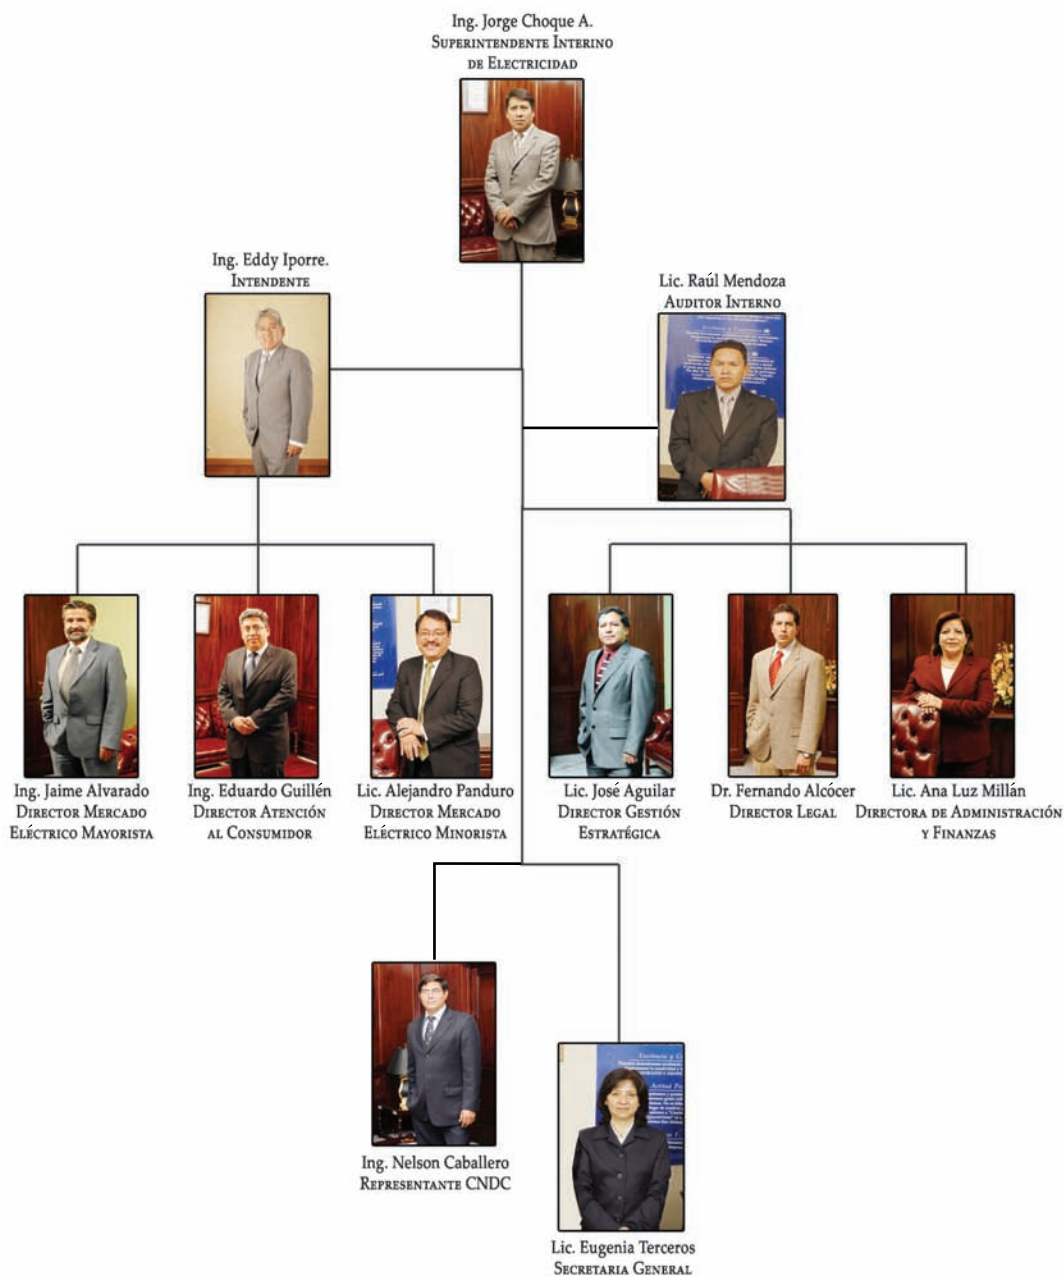 Ing. Jorge Choque A.
Superintendente Interino
de Electricidad
Ing. Eddy Iporre.
Intendente
Lic. Raúl Mendoza
Auditor Interno
Ing. Jaime Alvarado
Director Mercado
Eléctrico Mayorista
Ing. Eduardo Guillén
Director Atención
al Consumidor
Lic. Alejandro Panduro
Director Mercado
Eléctrico Minorista
Lic. José Aguilar
Director Gestión
Estratégica
Dr. Fernando Alcócer
Director Legal
Lic. Ana Luz Millán
Directora de Administración
y Finanzas
Ing. Nelson Caballero
Representante CNDC
Lic. Eugenia Terceros
Secretaria General